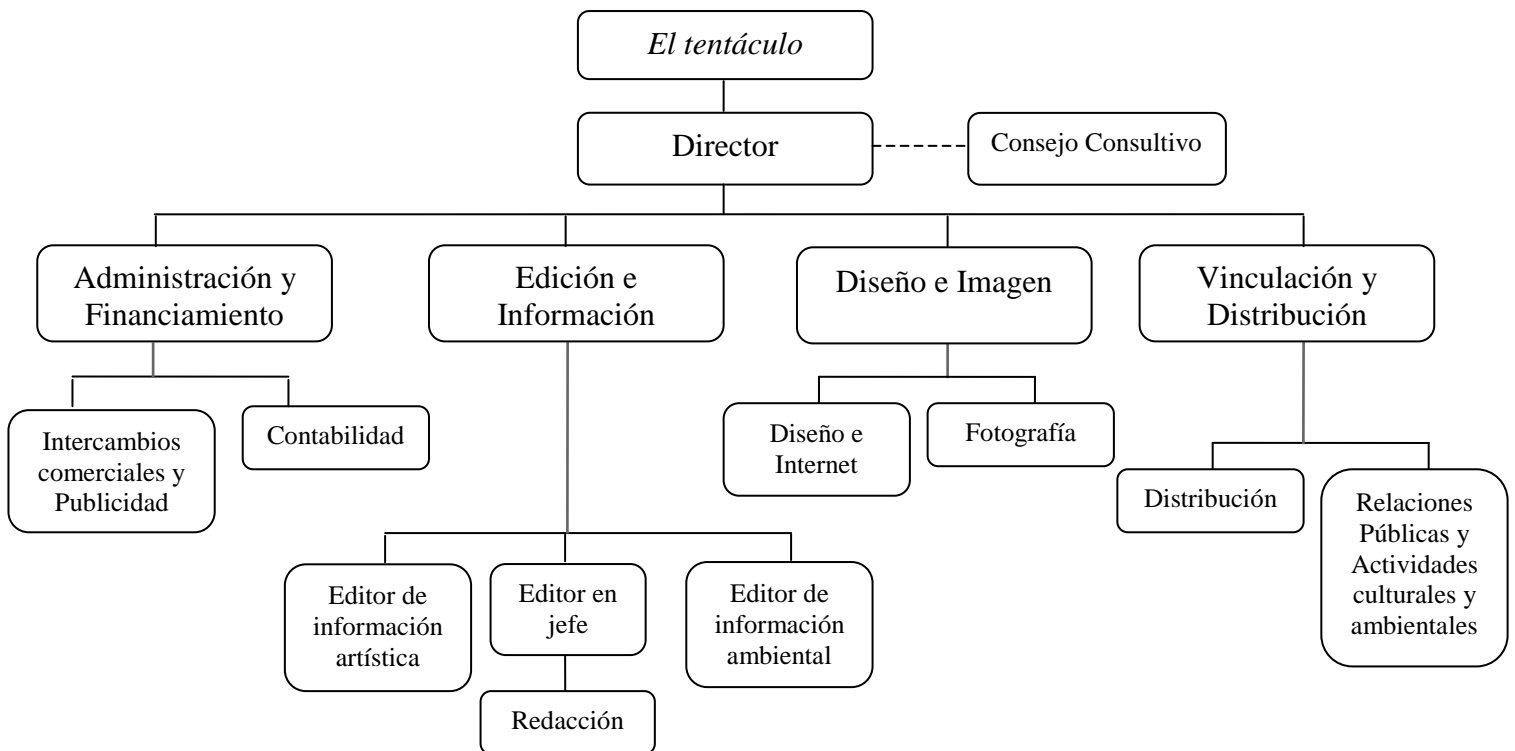 El tentáculo
Director
Consejo Consultivo
Administración y
Financiamiento
Edición e
Información
Diseño e Imagen
Vinculación y
Distribución
Intercambios
comerciales y
Publicidad
Contabilidad
Diseño e
Internet
Fotografía
Distribución
Relaciones
Públicas y
Actividades
culturales y
ambientales
Editor de
información
artística
Editor en
jefe
Editor de
información
ambiental
Redacción